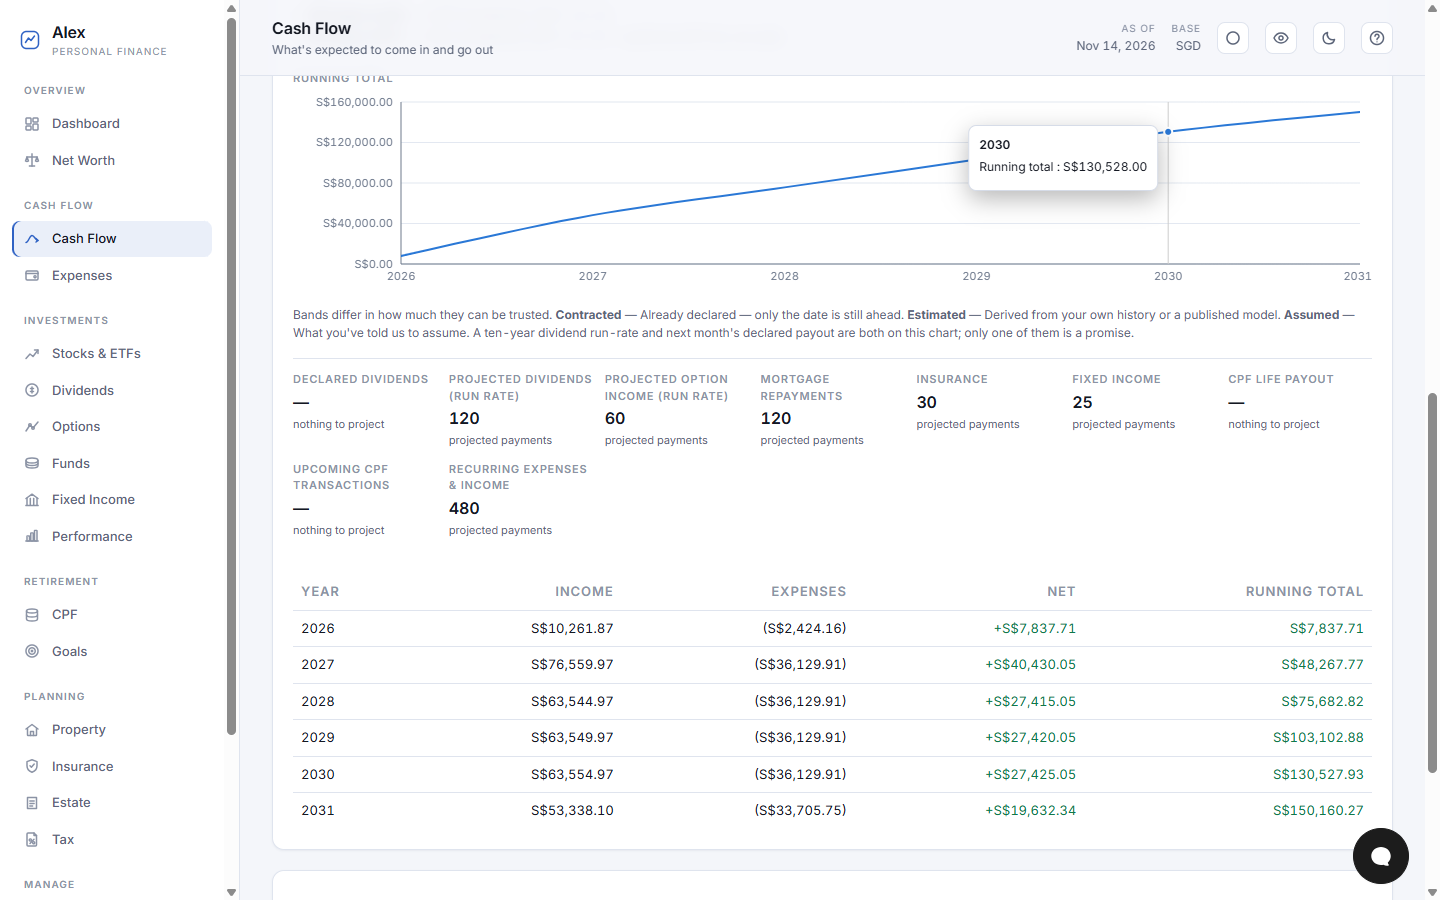 Alex
PERSONAL FINANCE
OVERVIEW
Dashboard
Net Worth
CASH FLOW
Cash Flow
Expenses
INVESTMENTS
Stocks & ETFs
Dividends
Options
Funds
Fixed Income
Performance
RETIREMENT
CPF
Goals
PLANNING
Property
Insurance
Estate
Tax
MANAGE
Cash Flow
What's expected to come in and go out
AS OF
Nov 14, 2026
BASE
SGD
RUNNING TOTAL
S$160,000.00
S$120,000.00
S$80,000.00
S$40,000.00
S$0.00
2026 2027 2028 2029 2030 2031
2030
Running total : S$130,528.00
Bands differ in how much they can be trusted. Contracted — Already declared — only the date is still ahead. Estimated — Derived from your own history or a published model. Assumed —
What you've told us to assume. A ten-year dividend run-rate and next month's declared payout are both on this chart; only one of them is a promise.
DECLARED DIVIDENDS
—
nothing to project
PROJECTED DIVIDENDS
(RUN RATE)
120
projected payments
PROJECTED OPTION
INCOME (RUN RATE)
60
projected payments
MORTGAGE
REPAYMENTS
120
projected payments
INSURANCE
30
projected payments
FIXED INCOME
25
projected payments
CPF LIFE PAYOUT
—
nothing to project
UPCOMING CPF
TRANSACTIONS
—
nothing to project
RECURRING EXPENSES
& INCOME
480
projected payments
YEAR INCOME EXPENSES NET RUNNING TOTAL
2026 S$10,261.87 (S$2,424.16) +S$7,837.71 S$7,837.71
2027 S$76,559.97 (S$36,129.91) +S$40,430.05 S$48,267.77
2028 S$63,544.97 (S$36,129.91) +S$27,415.05 S$75,682.82
2029 S$63,549.97 (S$36,129.91) +S$27,420.05 S$103,102.88
2030 S$63,554.97 (S$36,129.91) +S$27,425.05 S$130,527.93
2031 S$53,338.10 (S$33,705.75) +S$19,632.34 S$150,160.27